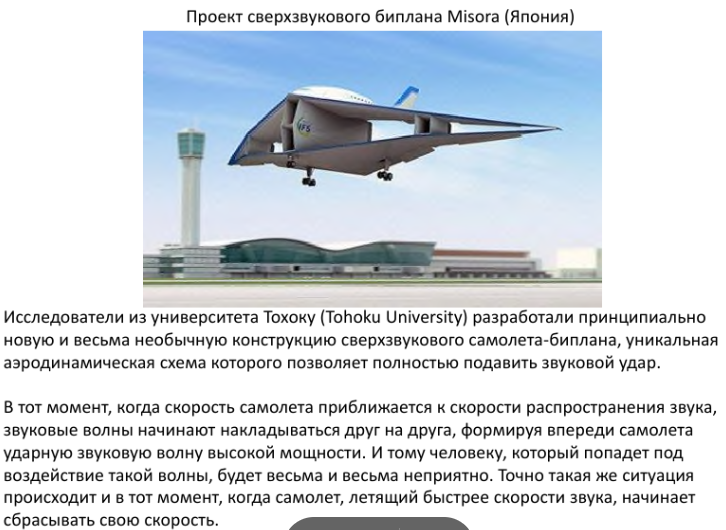 Проект сверхзвукового биплана Misora (Япония)
Исследователи из университета Тохоку (Tohoku University) разработали принципиально
новую и весьма необычную конструкцию сверхзвукового самолета-биплана, уникальная
аэродинамическая схема которого позволяет полностью подавить звуковой удар.
В тот момент, когда скорость самолета приближается к скорости распространения звука,
звуковые волны начинают накладываться друг на друга, формируя впереди самолета
ударную звуковую волну высокой мощности. И тому человеку, который попадет под
воздействие такой волны, будет весьма и весьма неприятно. Точно такая же ситуация
происходит и в тот момент, когда самолет, летящий быстрее скорости звука, начинает
сбрасывать свою скорость.